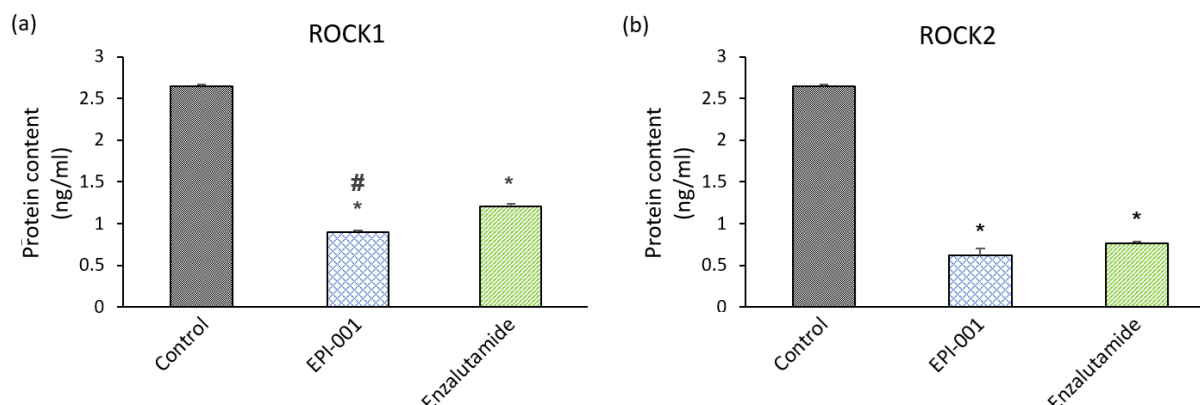 (a)
ROCK1
Protein content
(ng/ml)
3
2.5
2
1.5
1
0.5
0
#
*
*
Control
EPI-001
Enzalutamide
(b)
ROCK2
Protein content
(ng/ml)
3
2.5
2
1.5
1
0.5
0
*
*
Control
EPI-001
Enzalutamide